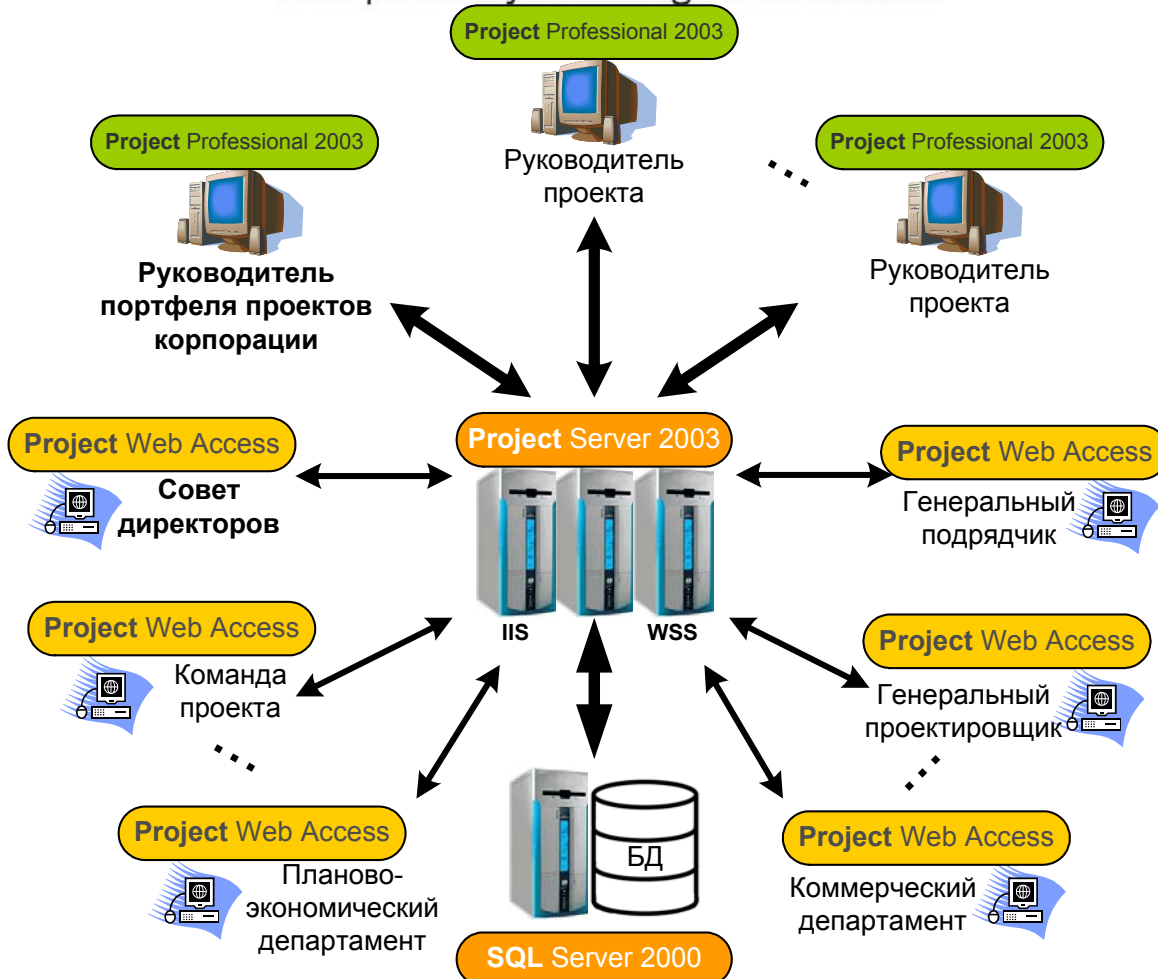 Project Professional 2003
Руководитель
проекта
Project Professional 2003
Руководитель
портфеля проектов
корпорации
Project Professional 2003
Руководитель
проекта
Project Server 2003
IIS
WSS
Project Web Access
Совет
директоров
Project Web Access
Генеральный
подрядчик
Project Web Access
Команда
проекта
Project Web Access
Генеральный
проектировщик
Project Web Access
Планово-
экономический
департамент
Project Web Access
Коммерческий
департамент
БД
SQL Server 2000